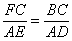 FC/AE = BC/AD